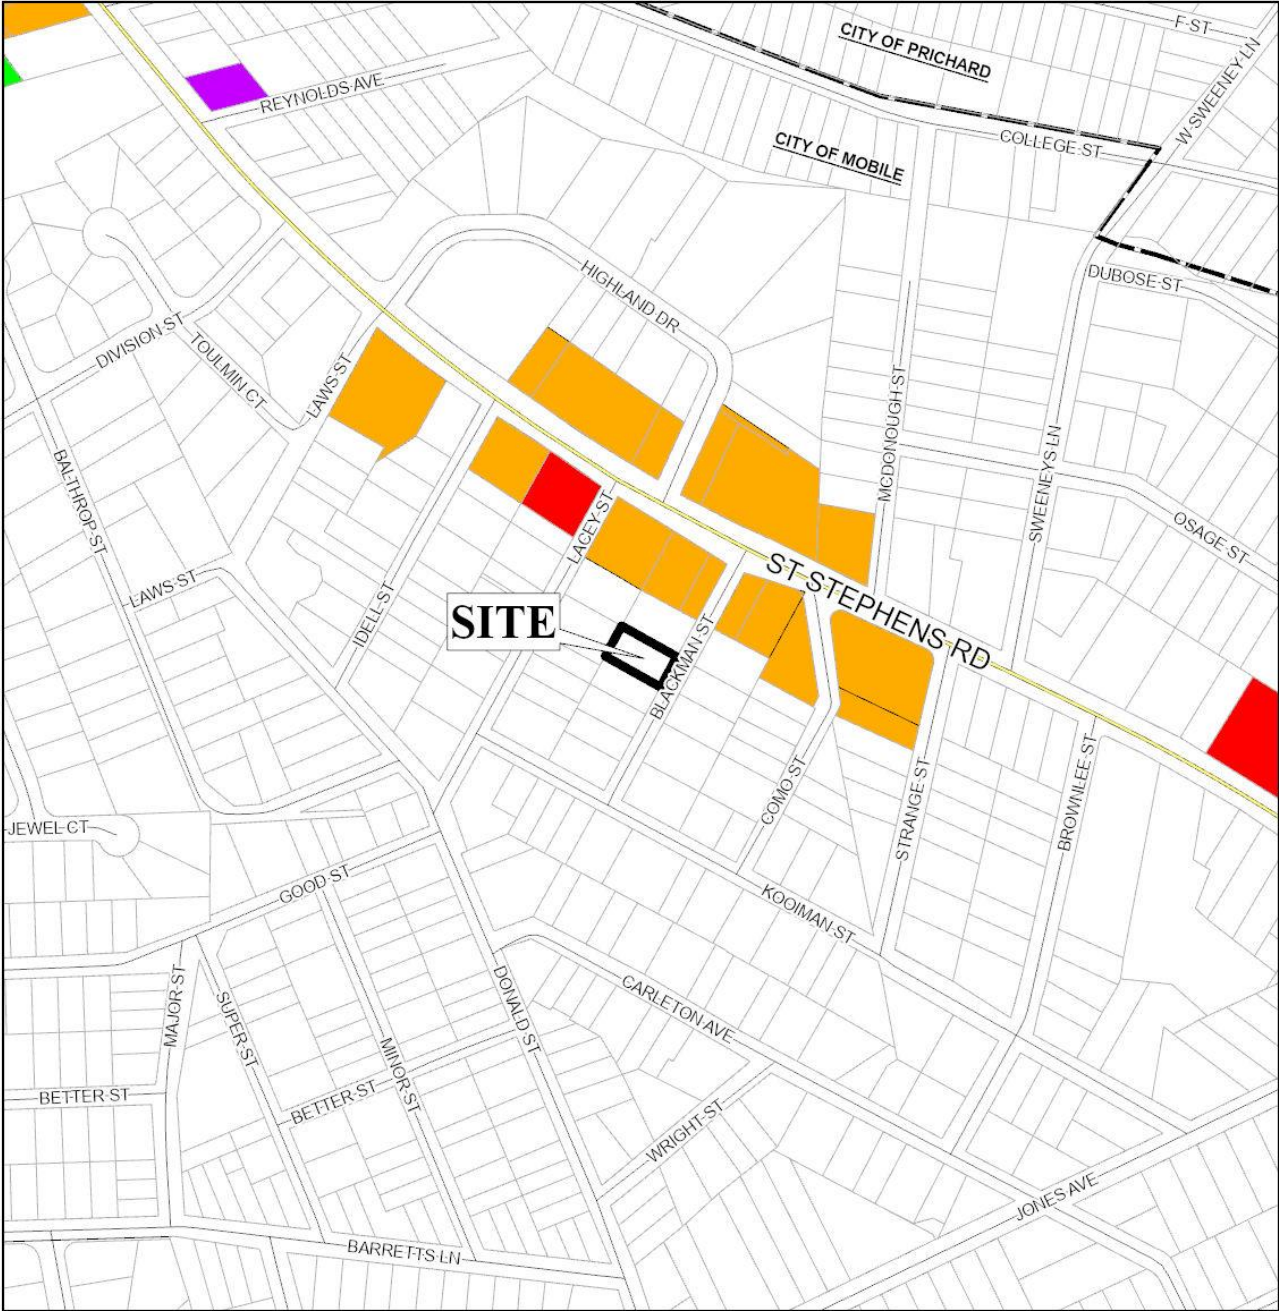 F ST
CITY OF PRICHARD
W SWEENEY LN
REYNOLDS AVE
COLLEGE ST
CITY OF MOBILE
HIGHLAND DR
DUBOSE ST
DIVISION ST
TOULMIN CT
LAWS ST
MCDONOUGH ST
SWEENEYS LN
BALTHROP ST
LACEY ST
OSAGE ST
ST STEPHENS RD
LAWS ST
IDELL ST
SITE
BLACKMAN ST
COMO ST
STRANGE ST
BROWNLEE ST
JEWEL CT
GOOD ST
KOOIMAN ST
MAJOR ST
SUPER ST
DONALD ST
CARLETON AVE
MINOR ST
BETTER ST
BETTER ST
WRIGHT ST
JONES AVE
BARRETTS LN